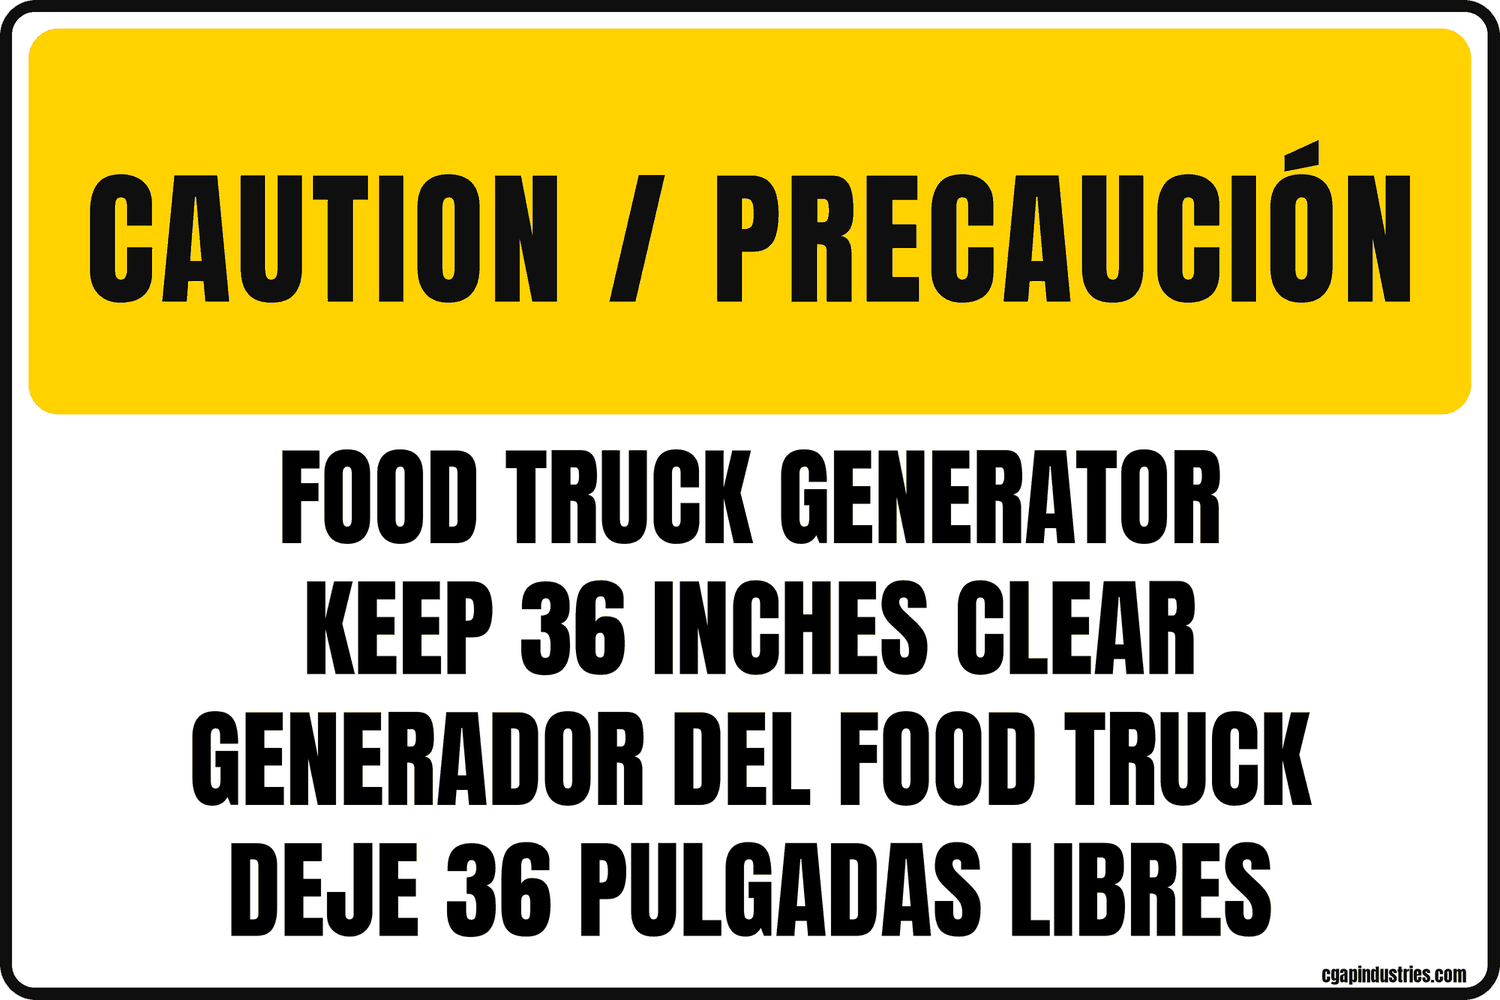 CAUTION / PRECAUCIÓN
FOOD TRUCK GENERATOR
KEEP 36 INCHES CLEAR
GENERADOR DEL FOOD TRUCK
DEJE 36 PULGADAS LIBRES
cgapindustries.com